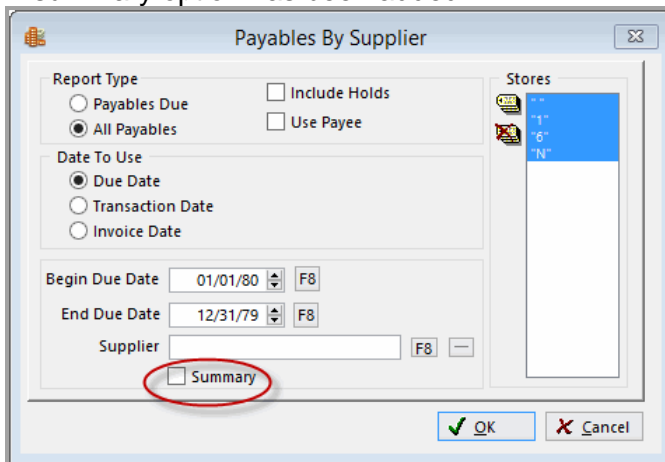 Payables By Supplier
Report Type
Payables Due
All Payables
Include Holds
Use Payee
Stores
" "
"1"
"6"
"N"
Date To Use
Due Date
Transaction Date
Invoice Date
Begin Due Date 01/01/80 F8
End Due Date 12/31/79 F8
Supplier F8
Summary
OK Cancel